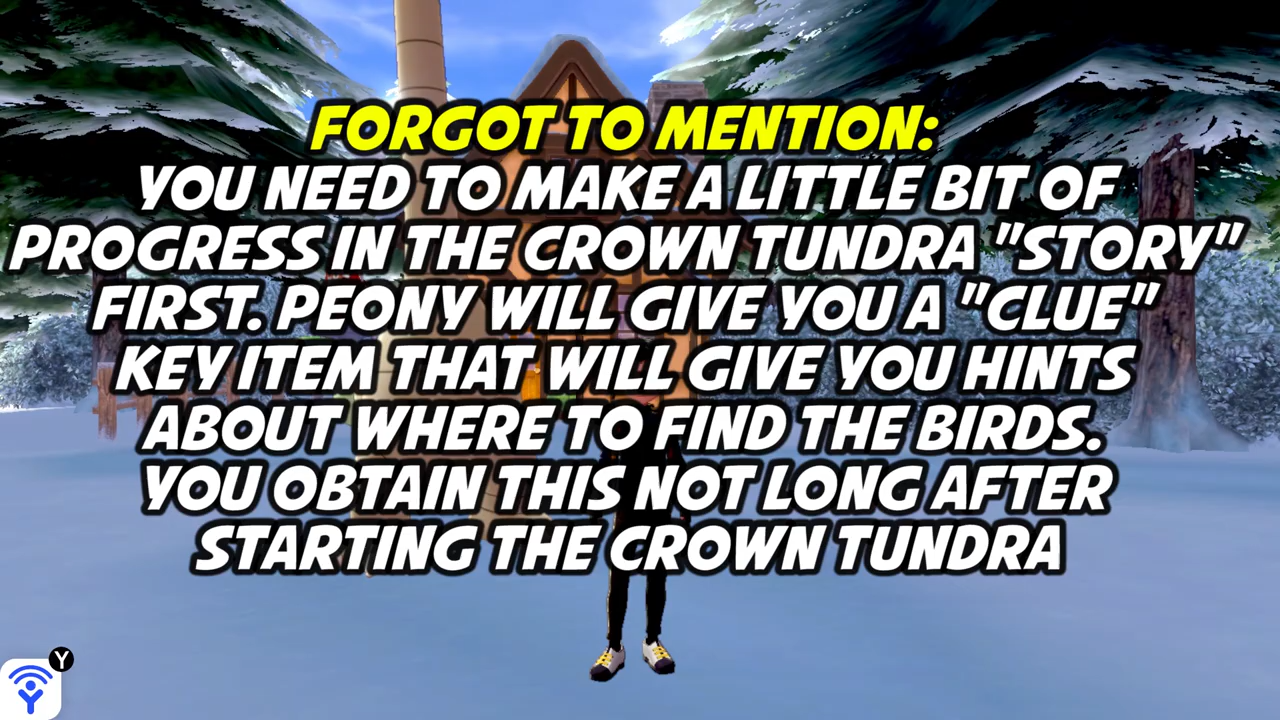 FORGOT TO MENTION:
YOU NEED TO MAKE A LITTLE BIT OF
PROGRESS IN THE CROWN TUNDRA "STORY"
FIRST. PEONY WILL GIVE YOU A "CLUE"
KEY ITEM THAT WILL GIVE YOU HINTS
ABOUT WHERE TO FIND THE BIRDS.
YOU OBTAIN THIS NOT LONG AFTER
STARTING THE CROWN TUNDRA
Y